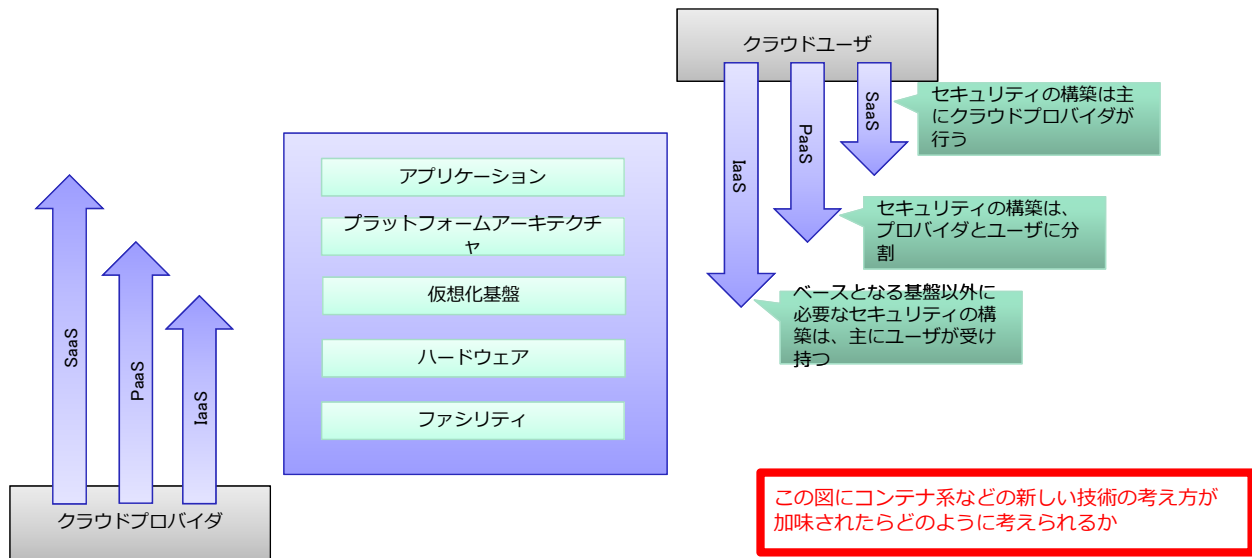 クラウドユーザ
IaaS
PaaS
SaaS
セキュリティの構築は主
にクラウドプロバイダが
行う
セキュリティの構築は、
プロバイダとユーザに分
割
ベースとなる基盤以外に
必要なセキュリティの構
築は、主にユーザが受け
持つ
アプリケーション
プラットフォームアーキテクチ
ャ
仮想化基盤
ハードウェア
ファシリティ
SaaS
PaaS
IaaS
クラウドプロバイダ
この図にコンテナ系などの新しい技術の考え方が
加味されたらどのように考えられるか